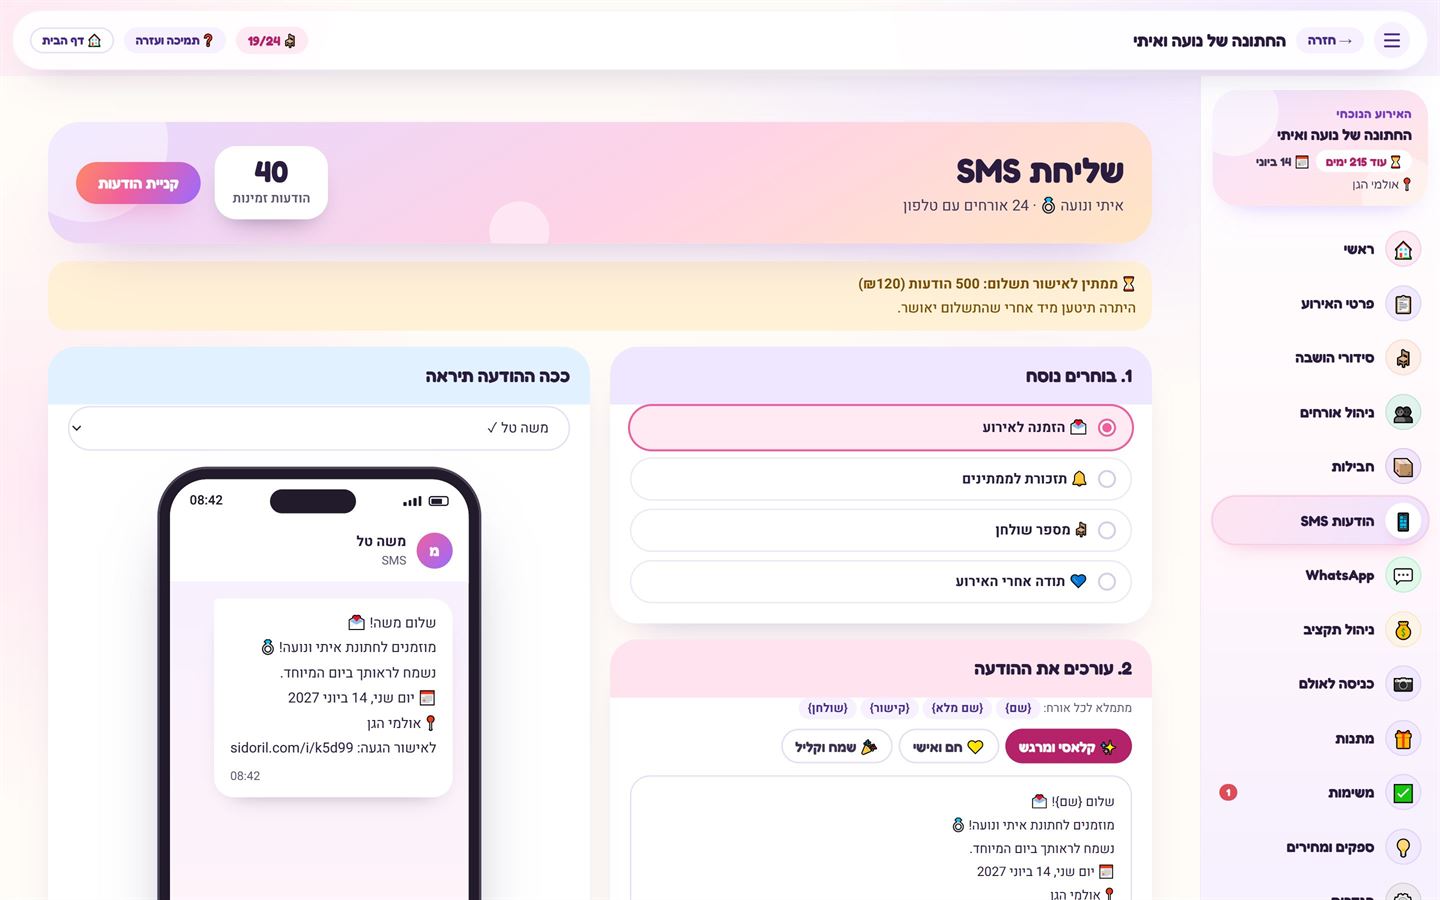 → חזרה
החתונה של נועה ואיתי
19/24
תמיכה ועזרה
דף הבית
האירוע הנוכחי
החתונה של נועה ואיתי
עוד 215 ימים
14 ביוני
אולמי הגן
ראשי
פרטי האירוע
סידורי הושבה
ניהול אורחים
חבילות
הודעות SMS
WhatsApp
ניהול תקציב
כניסה לאולם
מתנות
משימות
1
ספקים ומחירים
שליחת SMS
איתי ונועה 💍 · 24 אורחים עם טלפון
40
הודעות זמינות
קניית הודעות
⏳ ממתין לאישור תשלום: 500 הודעות (₪120)
היתרה תיטען מיד אחרי שהתשלום יאושר.
1. בוחרים נוסח
הזמנה לאירוע
תזכורת לממתינים
מספר שולחן
תודה אחרי האירוע
2. עורכים את ההודעה
מתמלא לכל אורח: {שם} {שם מלא} {קישור} {שולחן}
קלאסי ומרגש
חם ואישי
שמח וקליל
שלום {שם}! 💌
מוזמנים לחתונת איתי ונועה! 💍
נשמח לראותך ביום המיוחד.
📅 יום שני, 14 ביוני 2027
📍 אולמי הגן
ככה ההודעה תיראה
משה טל ✓
08:42
מ
משה טל
SMS
שלום משה! 💌
מוזמנים לחתונת איתי ונועה! 💍
נשמח לראותך ביום המיוחד.
📅 יום שני, 14 ביוני 2027
📍 אולמי הגן
לאישור הגעה: sidoril.com/i/k5d99
08:42